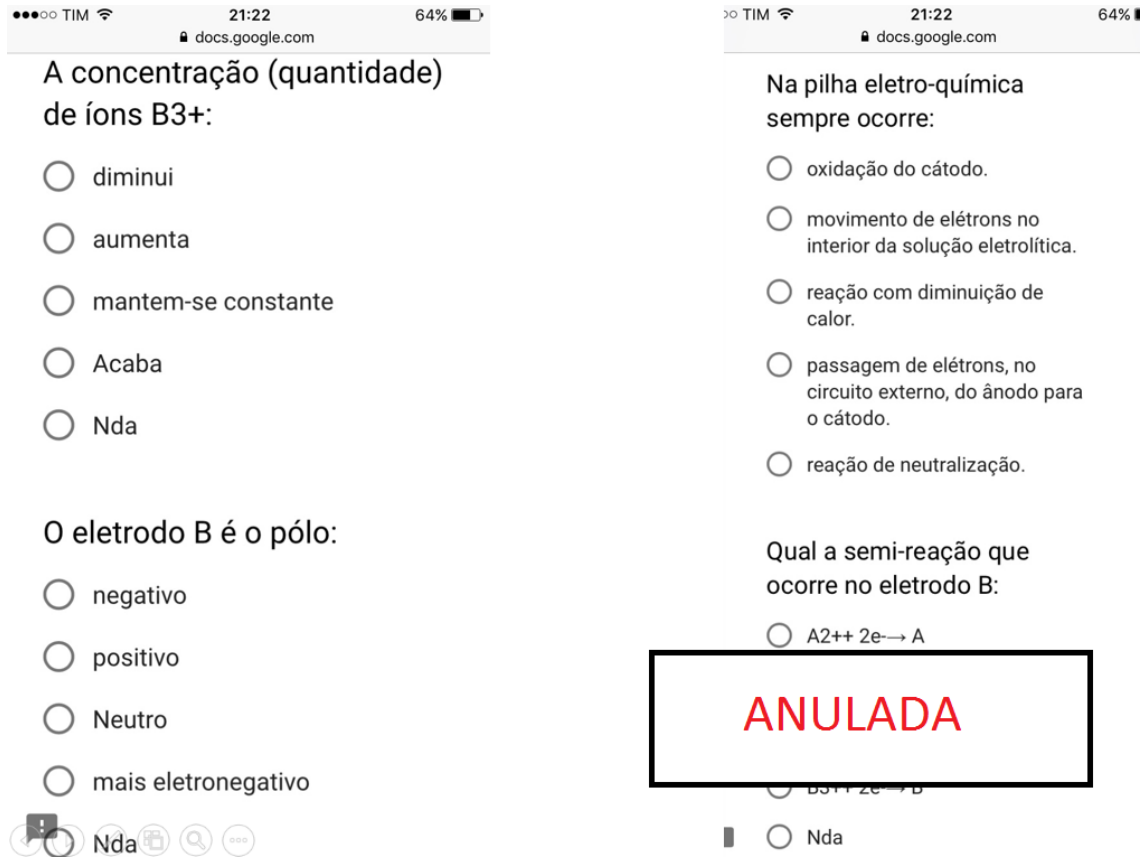 TIM 21:22 64%
docs.google.com
A concentração (quantidade)
de íons B3+:
diminui
aumenta
mantem-se constante
Acaba
Nda
O eletrodo B é o pólo:
negativo
positivo
Neutro
mais eletronegativo
Nda
TIM 21:22 64%
docs.google.com
Na pilha eletro-química
sempre ocorre:
oxidação do cátodo.
movimento de elétrons no
interior da solução eletrolítica.
reação com diminuição de
calor.
passagem de elétrons, no
circuito externo, do ânodo para
o cátodo.
reação de neutralização.
Qual a semi-reação que
ocorre no eletrodo B:
A2++ 2e-→ A
ANULADA
Nda